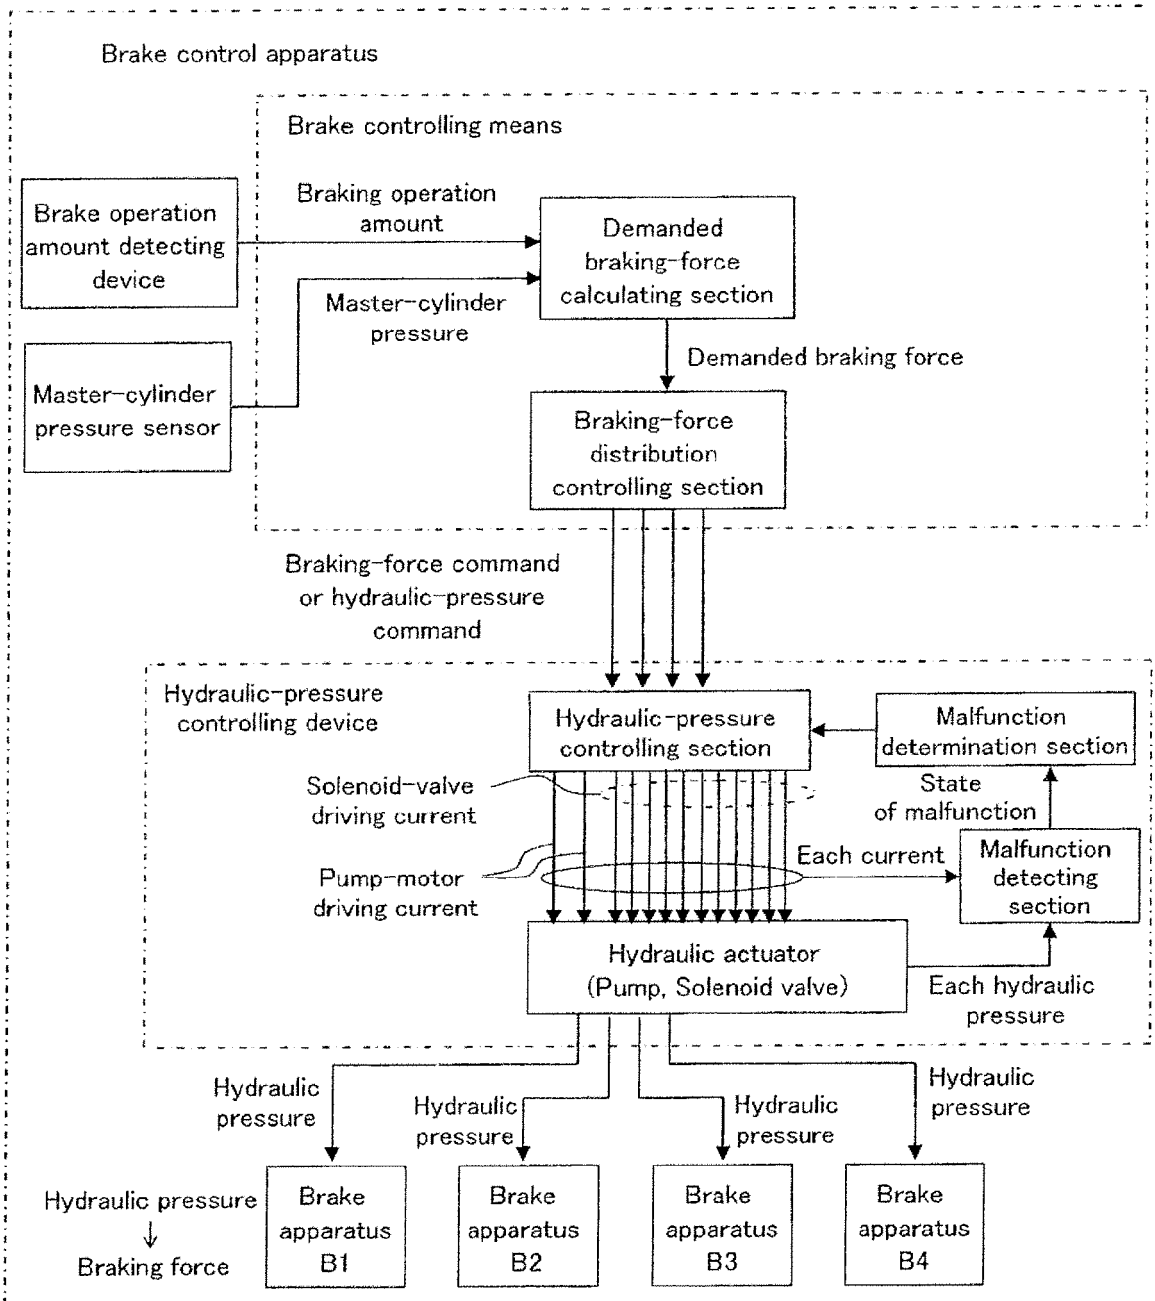 Brake control apparatus
Brake controlling means
Brake operation
amount detecting
device
Braking operation
amount
Demanded
braking-force
calculating section
Master-cylinder
pressure
Master-cylinder
pressure sensor
Demanded braking force
Braking-force
distribution
controlling section
Braking-force command
or hydraulic-pressure
command
Hydraulic-pressure
controlling device
Hydraulic-pressure
controlling section
Malfunction
determination section
Solenoid-valve
driving current
State
of malfunction
Pump-motor
driving current
Each current
Malfunction
detecting
section
Hydraulic actuator
(Pump, Solenoid valve)
Each hydraulic
pressure
Hydraulic
pressure
Hydraulic
pressure
Hydraulic
pressure
Hydraulic
pressure
Hydraulic pressure
Braking force
Brake
apparatus
B1
Brake
apparatus
B2
Brake
apparatus
B3
Brake
apparatus
B4